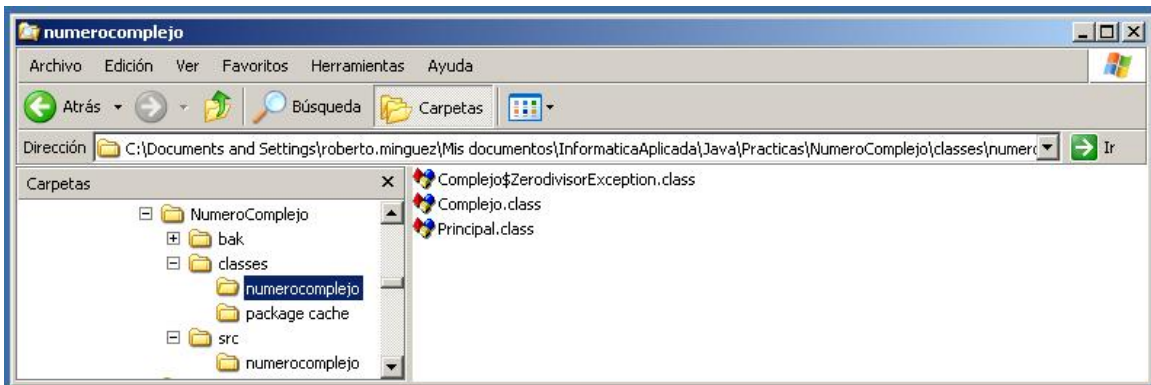 numerocomplejo
Archivo Edición Ver Favoritos Herramientas Ayuda
Atrás Búsqueda Carpetas
Dirección C:\Documents and Settings\roberto.minguez\Mis documentos\InformaticaAplicada\Java\Practicas\NumeroComplejo\classes\numero Ir
Carpetas
NumeroComplejo
bak
classes
numerocomplejo
package cache
src
numerocomplejo
Complejo$ZerodivisorException.class
Complejo.class
Principal.class